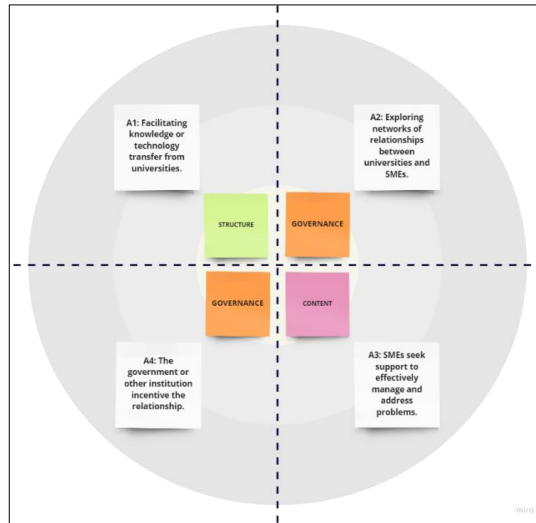 A1: Facilitating
knowledge or
technology
transfer from
universities.
A2: Exploring
networks of
relationships
between
universities and
SMEs.
STRUCTURE
GOVERNANCE
GOVERNANCE
CONTENT
A4: The
government or
other institution
incentive the
relationship.
A3: SMEs seek
support to
effectively
manage and
address
problems.
miro